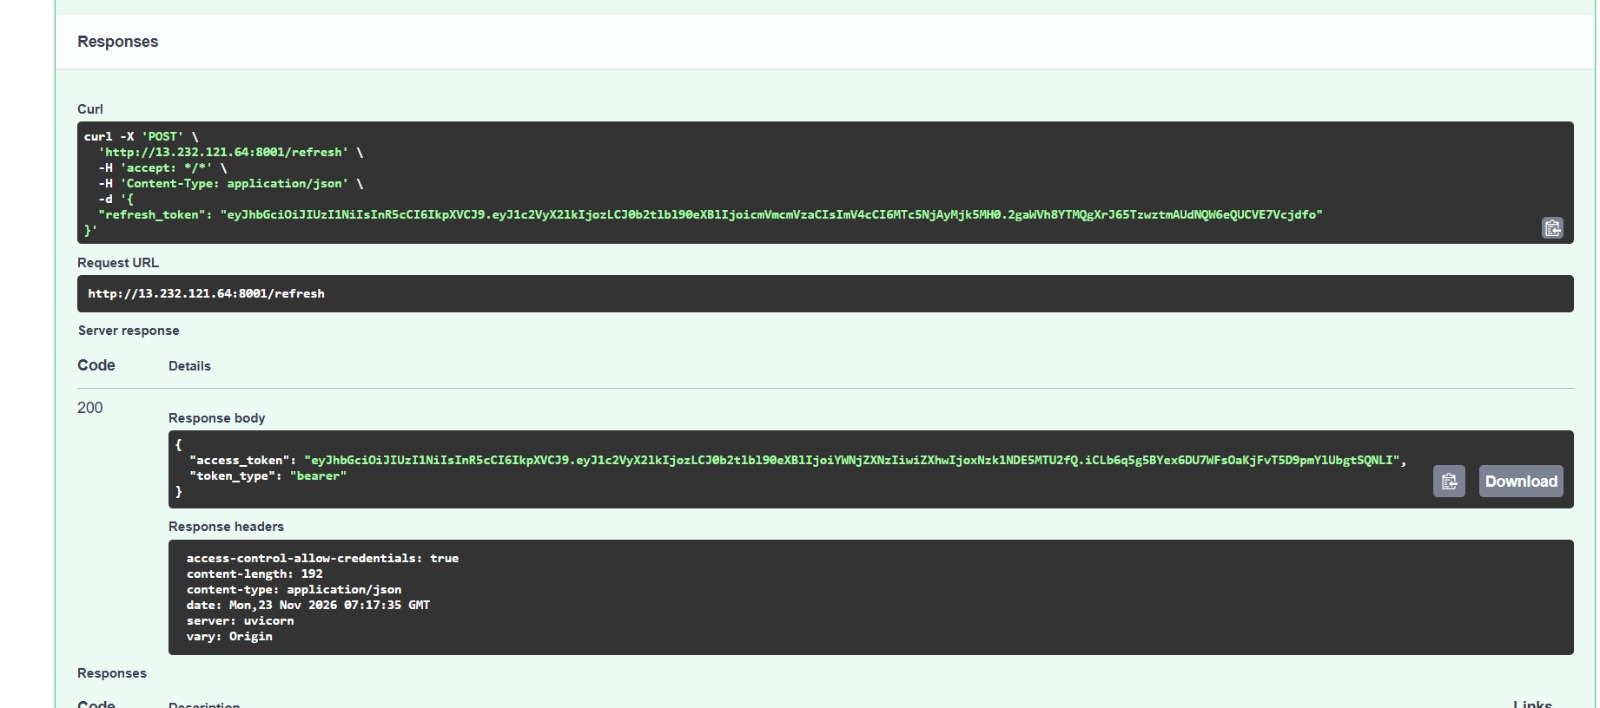 Responses
Curl
curl -X 'POST' \
'http://13.232.121.64:8001/refresh' \
-H 'accept: */*' \
-H 'Content-Type: application/json' \
-d '{
"refresh_token": "eyJhbGciOiJIUzI1NiIsInR5cCI6IkpXVCJ9.eyJ1c2VyX2lkIjozLCJ0b2tlbl90eXBlIjoicmVmcmVzaCIsImV4cCI6MTc5NjAyMjk5MH0.2gaWVh8YTMQgXrJ65TzwztmAUdNQW6eQUCVE7Vcjdfo"
}'
Request URL
http://13.232.121.64:8001/refresh
Server response
Code Details
200
Response body
{
"access_token": "eyJhbGciOiJIUzI1NiIsInR5cCI6IkpXVCJ9.eyJ1c2VyX2lkIjozLCJ0b2tlbl90eXBlIjoiYWNjZXNzIiwiZXhwIjoxNzk1NDE5MTU2fQ.iCLb6q5g5BYex6DU7WFsOaKjFvT5D9pmYlUbgtSQNLI",
"token_type": "bearer"
}
Download
Response headers
access-control-allow-credentials: true
content-length: 192
content-type: application/json
date: Mon,23 Nov 2026 07:17:35 GMT
server: uvicorn
vary: Origin
Responses
Code Description Links